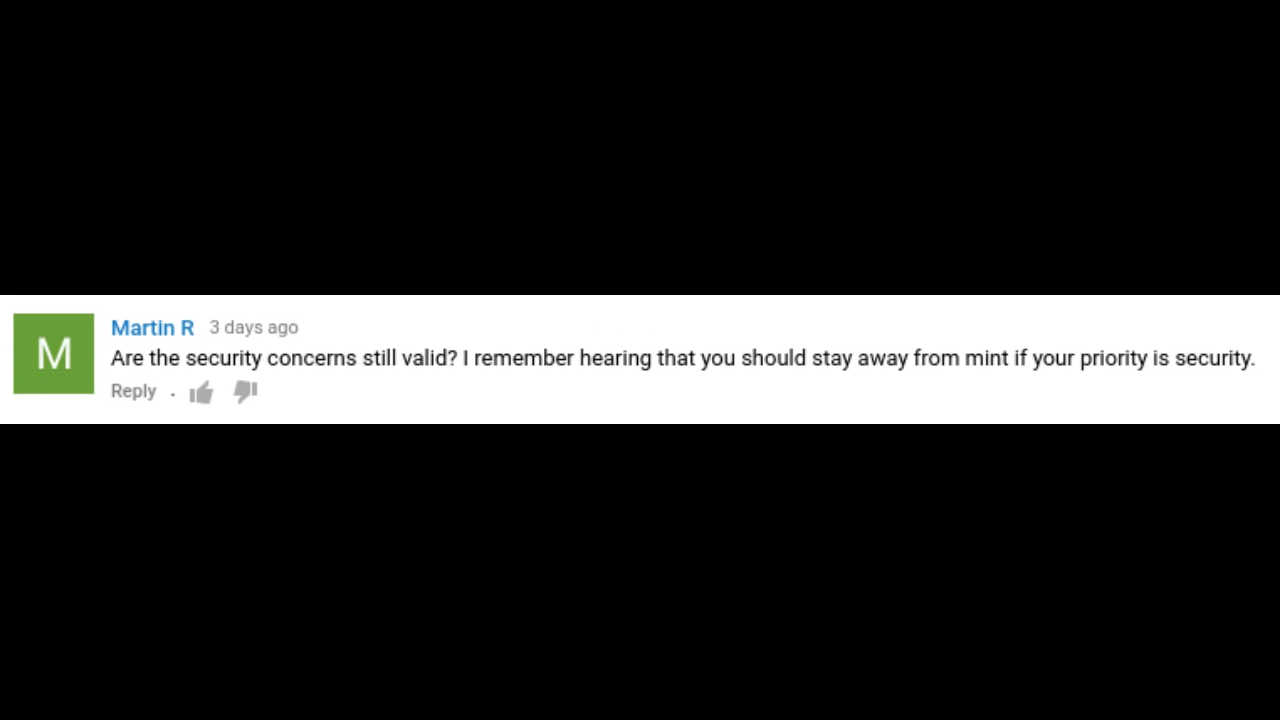 M
Martin R 3 days ago
Are the security concerns still valid? I remember hearing that you should stay away from mint if your priority is security.
Reply .